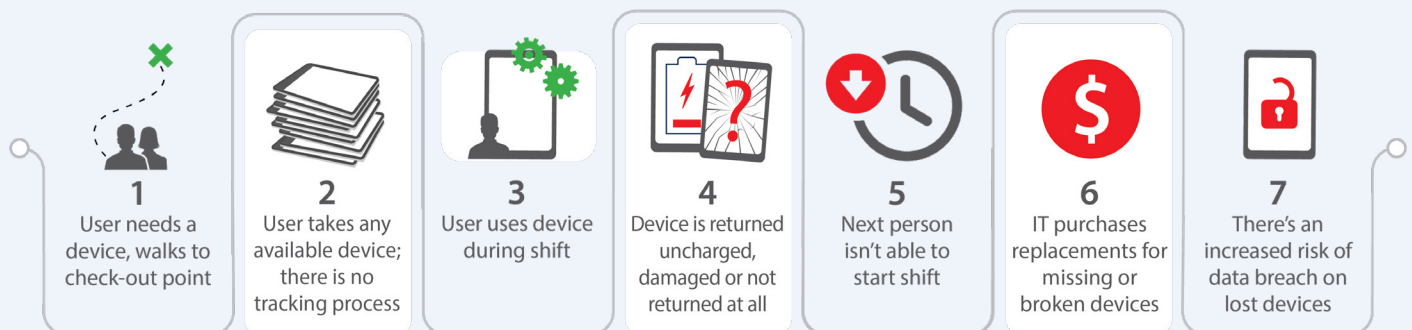 1
User needs a
device, walks to
check-out point
2
User takes any
available device;
there is no
tracking process
3
User uses device
during shift
?
4
Device is returned
uncharged,
damaged or not
returned at all
5
Next person
isn’t able to
start shift
$
6
IT purchases
replacements for
missing or
broken devices
7
There’s an
increased risk of
data breach on
lost devices